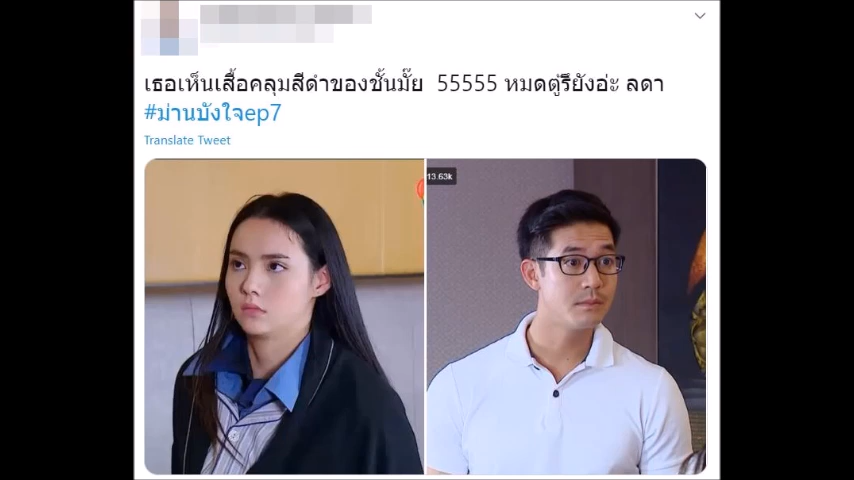 เธอเห็นเสื้อคลุมสีดำของชั้นมั๊ย 55555 หมดตู่รึยังอ่ะ ลดา
#ม่านบังใจep7
Translate Tweet
13.63k